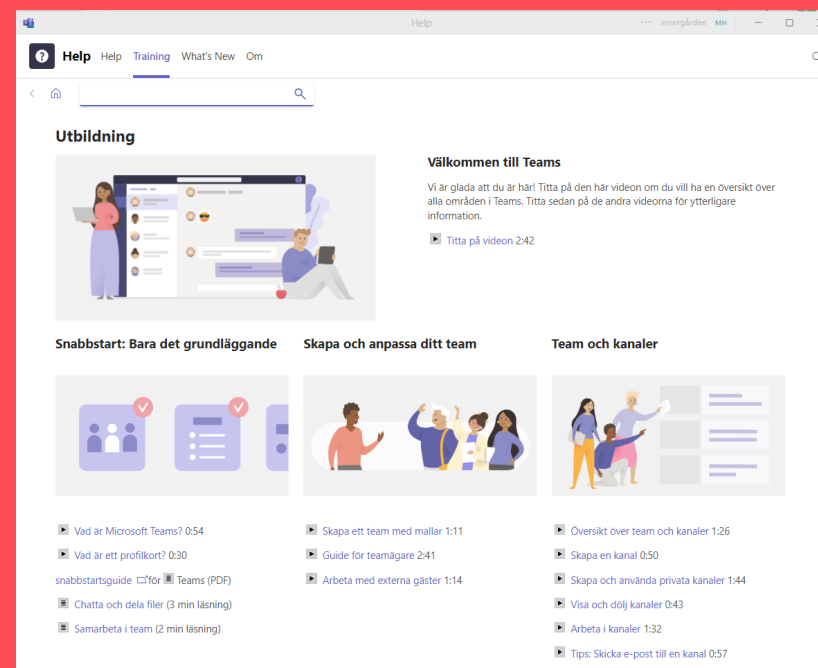 Help
innergården MH
Help Help Training What's New Om
Utbildning
Välkommen till Teams
Vi är glada att du är här! Titta på den här videon om du vill ha en översikt över
alla områden i Teams. Titta sedan på de andra videorna för ytterligare
information.
Titta på videon 2:42
Snabbstart: Bara det grundläggande
Vad är Microsoft Teams? 0:54
Vad är ett profilkort? 0:30
snabbstartsguide för Teams (PDF)
Chatta och dela filer (3 min läsning)
Samarbeta i team (2 min läsning)
Skapa och anpassa ditt team
Skapa ett team med mallar 1:11
Guide för teamägare 2:41
Arbeta med externa gäster 1:14
Team och kanaler
Översikt över team och kanaler 1:26
Skapa en kanal 0:50
Skapa och använda privata kanaler 1:44
Visa och dölj kanaler 0:43
Arbeta i kanaler 1:32
Tips: Skicka e-post till en kanal 0:57